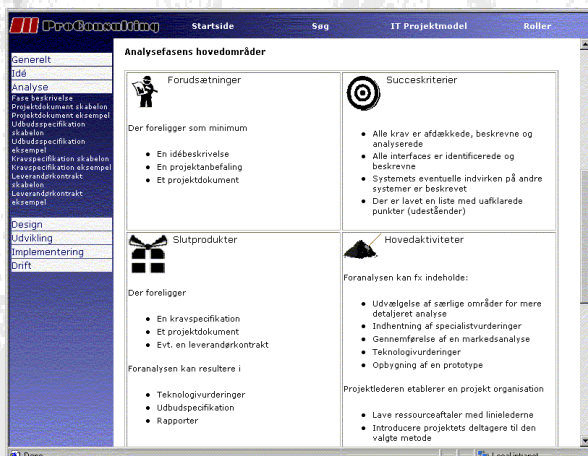 ProConsulting
Startside Søg IT Projektmodel Roller
Generelt
Idé
Analyse
Fase beskrivelse
Projektdokument skabelon
Projektdokument eksempel
Udbudsspecifikation
skabelon
Udbudsspecifikation
eksempel
Kravspecifikation skabelon
Kravspecifikation eksempel
Leverandørkontrakt
skabelon
Leverandørkontrakt
eksempel
Design
Udvikling
Implementering
Drift
Analysefasens hovedområder
Forudsætninger
Der foreligger som minimum
En idébeskrivelse
En projektanbefaling
Et projektdokument
Succeskriterier
Alle krav er afdækkede, beskrevne og
analyserede
Alle interfaces er identificerede og
beskrevne
Systemets eventuelle indvirken på andre
systemer er beskrevet
Der er lavet en liste med uafklarede
punkter (udestående)
Slutprodukter
Der foreligger
En kravspecifikation
Et projektdokument
Evt. en leverandørkontrakt
Foranalysen kan resultere i
Teknologivurderinger
Udbudspecifikation
Rapporter
Hovedaktiviteter
Foranalysen kan fx indeholde:
Udvælgelse af særlige områder for mere
detaljeret analyse
Indhentning af specialistvurderinger
Gennemførelse af en markedsanalyse
Teknologivurderinger
Opbygning af en prototype
Projektlederen etablerer en projekt organisation
Lave ressourceaftaler med linielederne
Introducere projektets deltagere til den
valgte metode